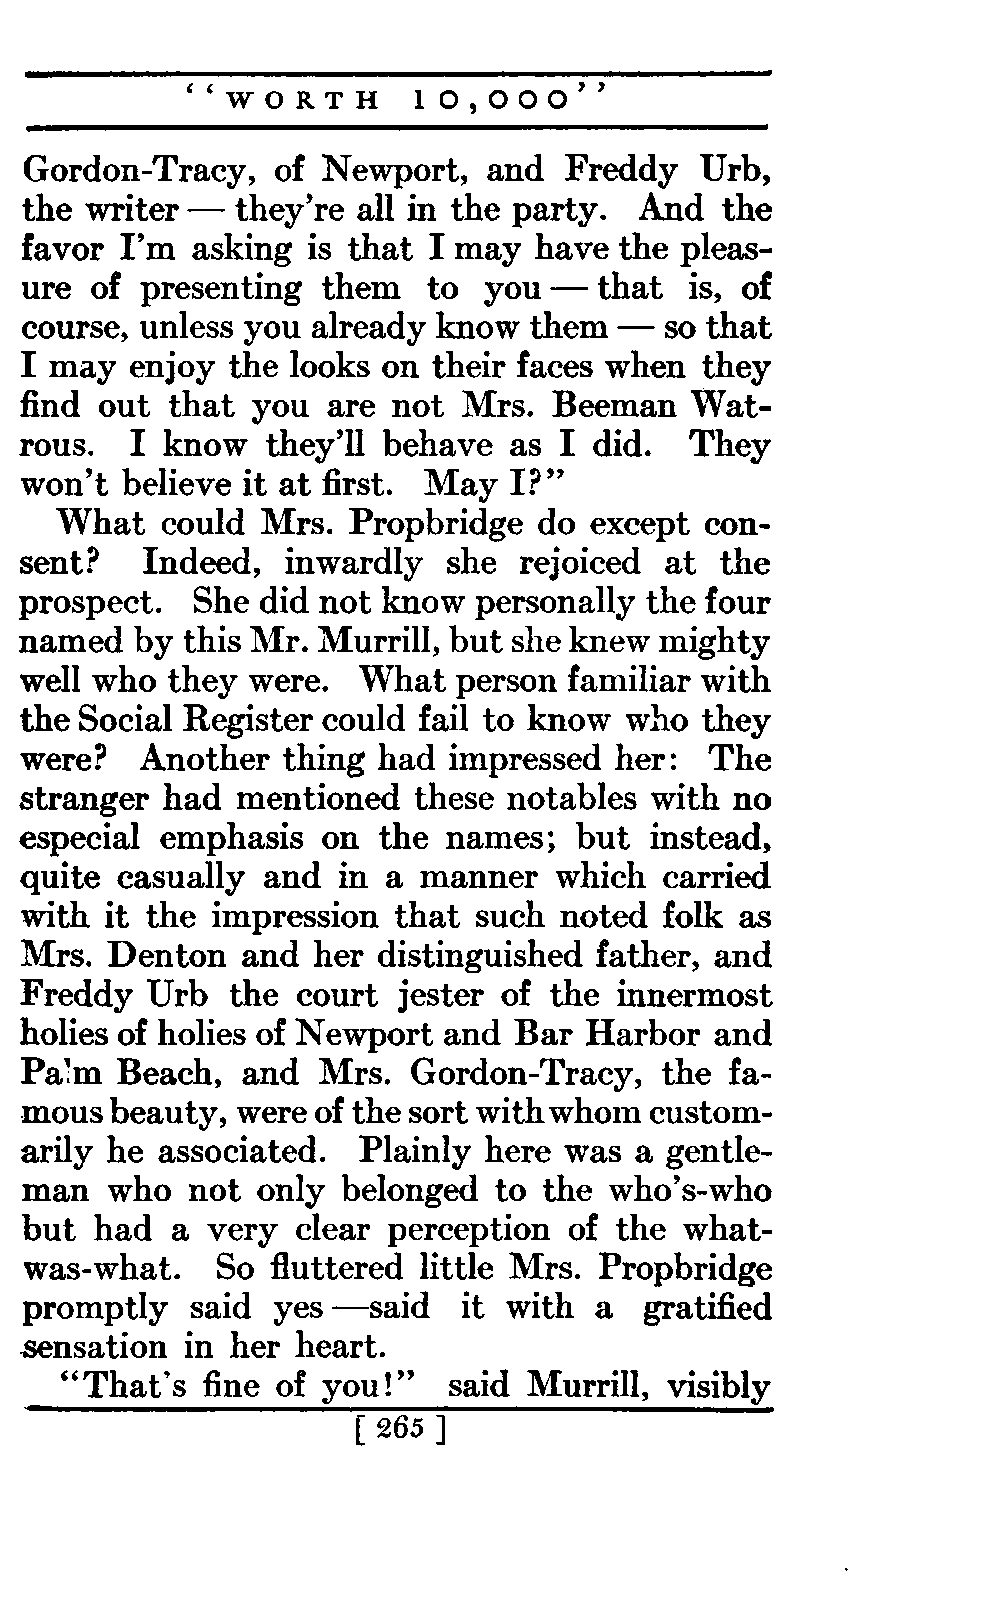 "WORTH 10,000"
Gordon-Tracy, of Newport, and Freddy Urb,
the writer — they're all in the party. And the
favor I'm asking is that I may have the pleas-
ure of presenting them to you — that is, of
course, unless you already know them — so that
I may enjoy the looks on their faces when they
find out that you are not Mrs. Beeman Wat-
rous. I know they'll behave as I did. They
won't believe it at first. May I?"
What could Mrs. Propbridge do except con-
sent? Indeed, inwardly she rejoiced at the
prospect. She did not know personally the four
named by this Mr. Murrill, but she knew mighty
well who they were. What person familiar with
the Social Register could fail to know who they
were? Another thing had impressed her: The
stranger had mentioned these notables with no
especial emphasis on the names; but instead,
quite casually and in a manner which carried
with it the impression that such noted folk as
Mrs. Denton and her distinguished father, and
Freddy Urb the court jester of the innermost
holies of holies of Newport and Bar Harbor and
Palm Beach, and Mrs. Gordon-Tracy, the fa-
mous beauty, were of the sort with whom custom-
arily he associated. Plainly here was a gentle-
man who not only belonged to the who's-who
but had a very clear perception of the what-
was-what. So fluttered little Mrs. Propbridge
promptly said yes —said it with a gratified
sensation in her heart.
"That's fine of you!" said Murrill, visibly
[ 265 ]